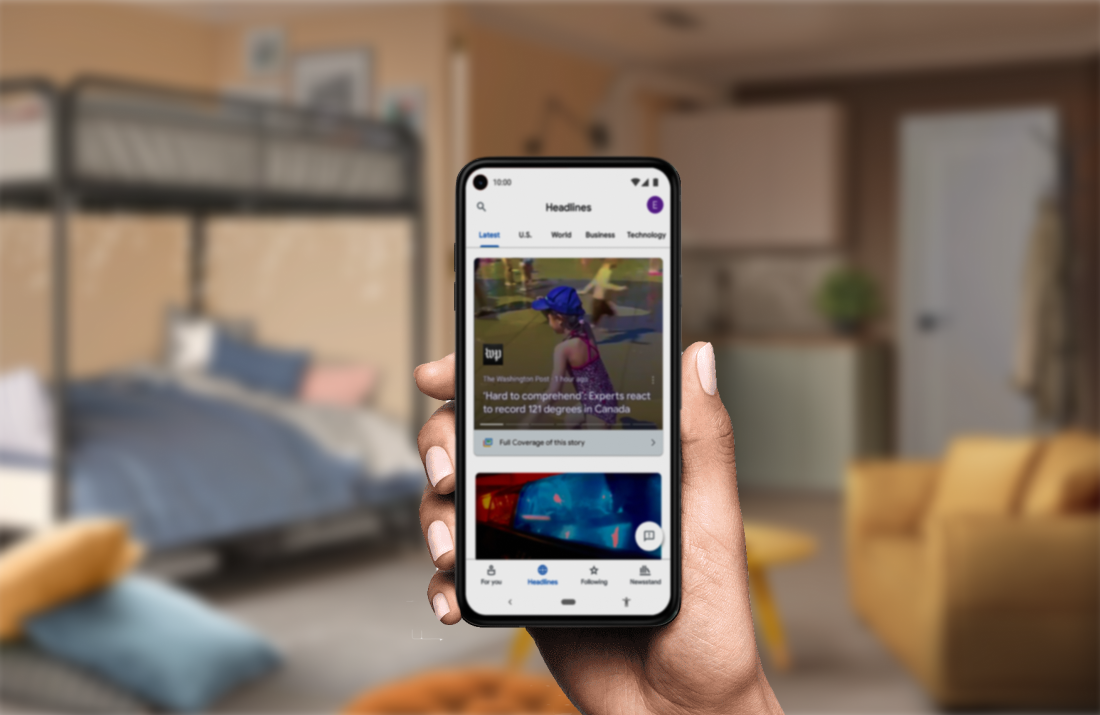 10:00
Headlines
E
Latest U.S. World Business Technology
wp
The Washington Post · 1 hour ago
'Hard to comprehend': Experts react
to record 121 degrees in Canada
Full Coverage of this story
For you Headlines Following Newsstand